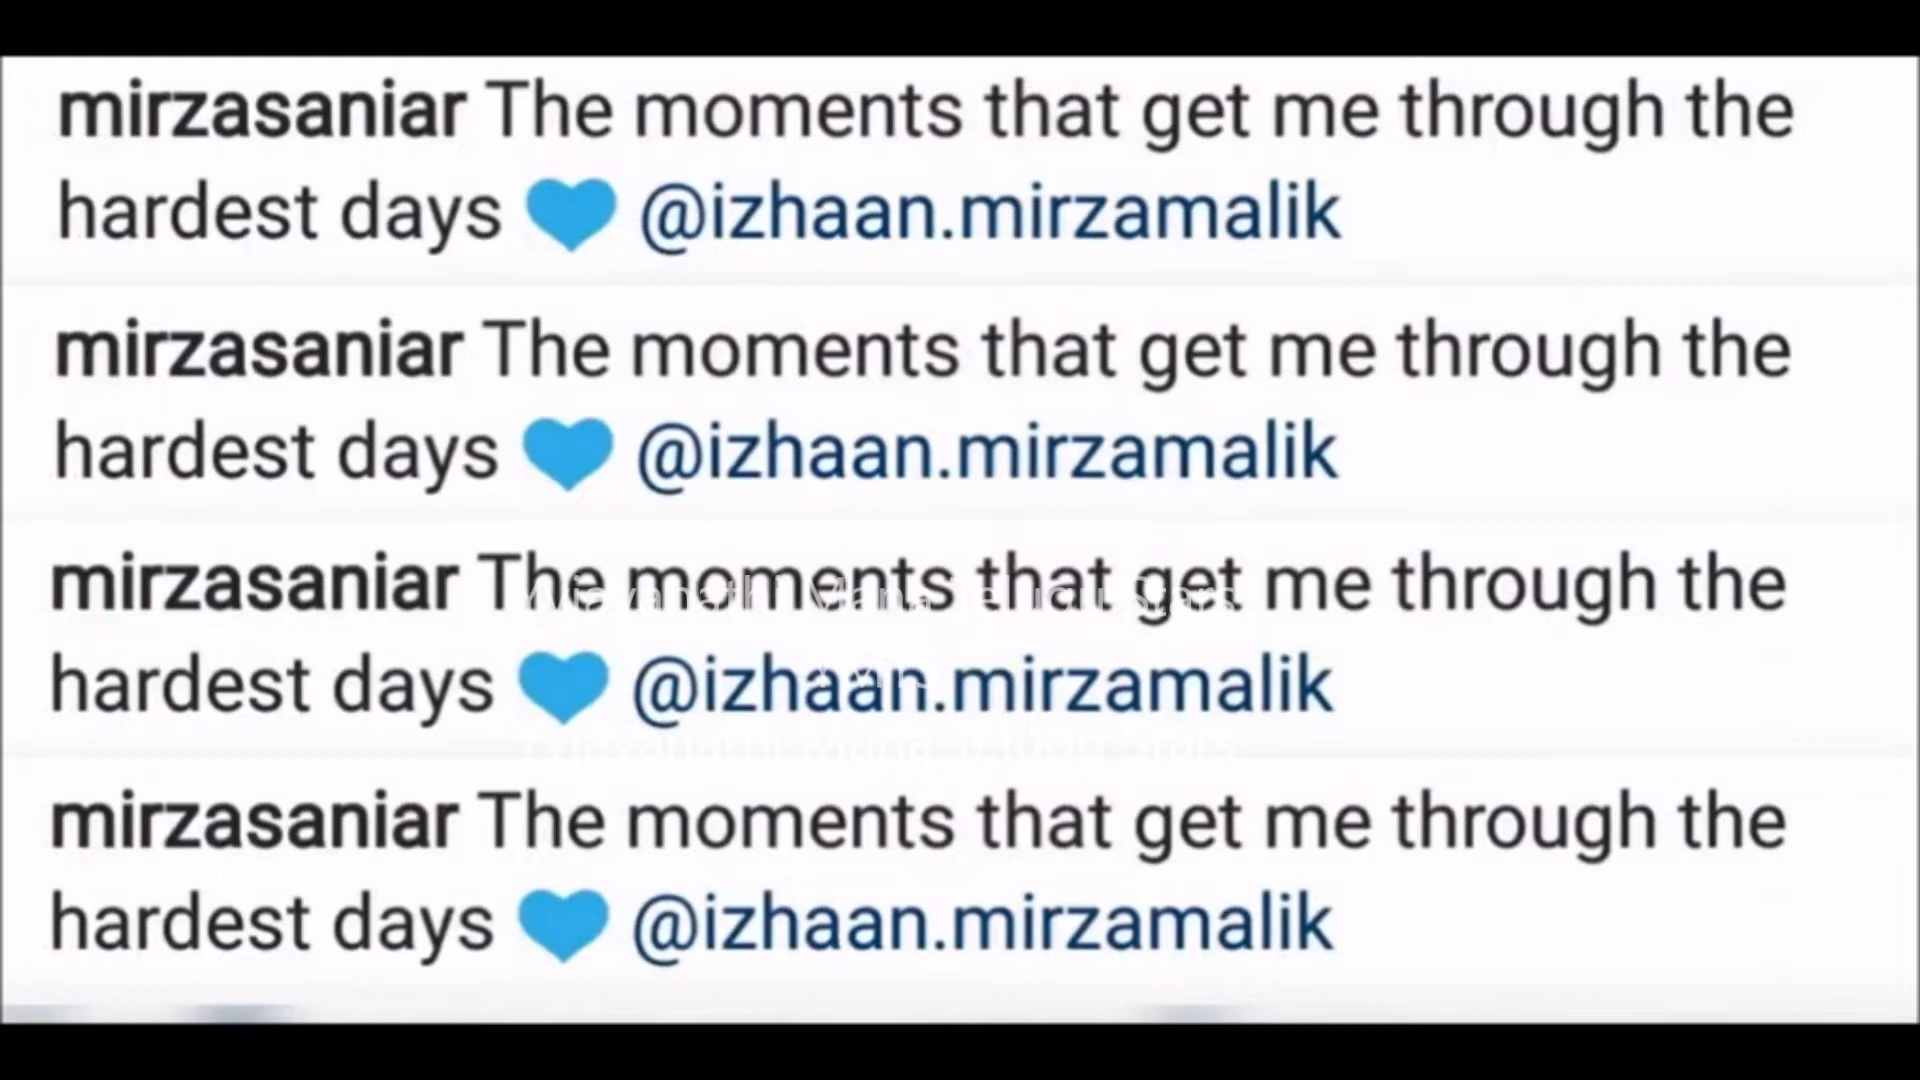 mirzasaniar The moments that get me through the
hardest days 💙 @izhaan.mirzamalik
mirzasaniar The moments that get me through the
hardest days 💙 @izhaan.mirzamalik
mirzasaniar The moments that get me through the
hardest days 💙 @izhaan.mirzamalik
mirzasaniar The moments that get me through the
hardest days 💙 @izhaan.mirzamalik